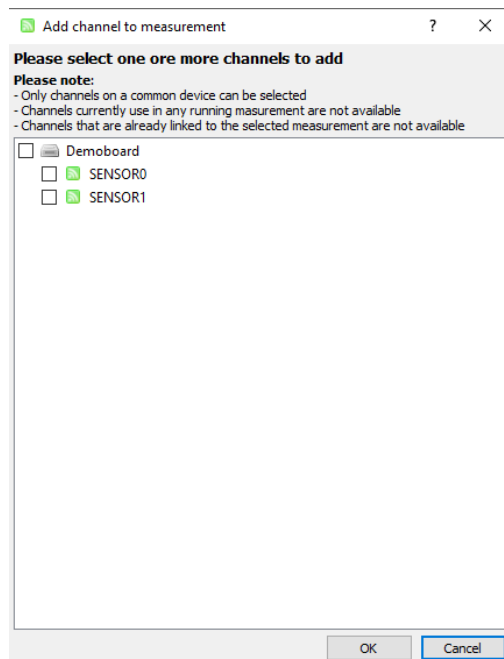 Add channel to measurement
?
Please select one ore more channels to add
Please note:
- Only channels on a common device can be selected
- Channels currently use in any running masurement are not available
- Channels that are already linked to the selected measurement are not available
Demoboard
SENSOR0
SENSOR1
OK Cancel